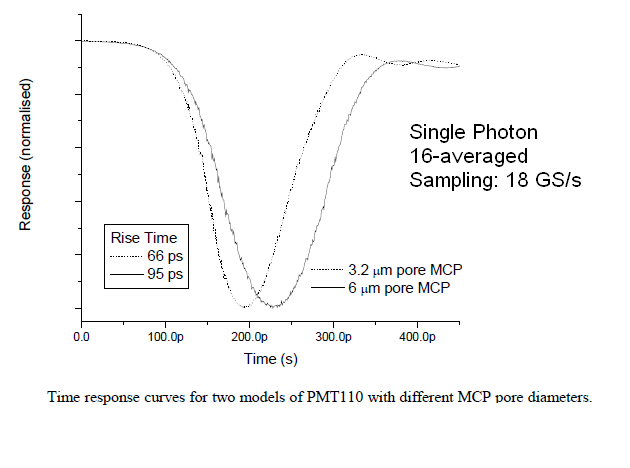 Response (normalised)
Single Photon
16-averaged
Sampling: 18 GS/s
Rise Time
66 ps
95 ps
3.2 µm pore MCP
6 µm pore MCP
0.0 100.0p 200.0p 300.0p 400.0p
Time (s)
Time response curves for two models of PMT110 with different MCP pore diameters.